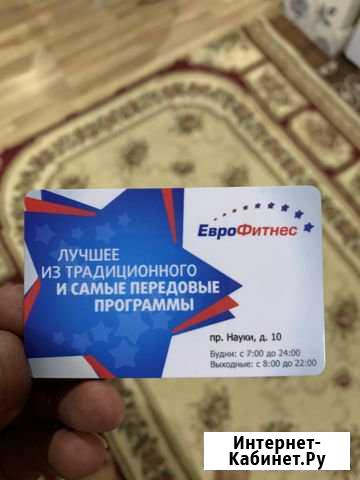 ЕвроФитнес
ЛУЧШЕЕ
ИЗ ТРАДИЦИОННОГО
И САМЫЕ ПЕРЕДОВЫЕ
ПРОГРАММЫ
пр. Науки, д. 10
Будни: с 7:00 до 24:00
Выходные: с 8:00 до 22:00
Интернет-
Кабинет.Ру